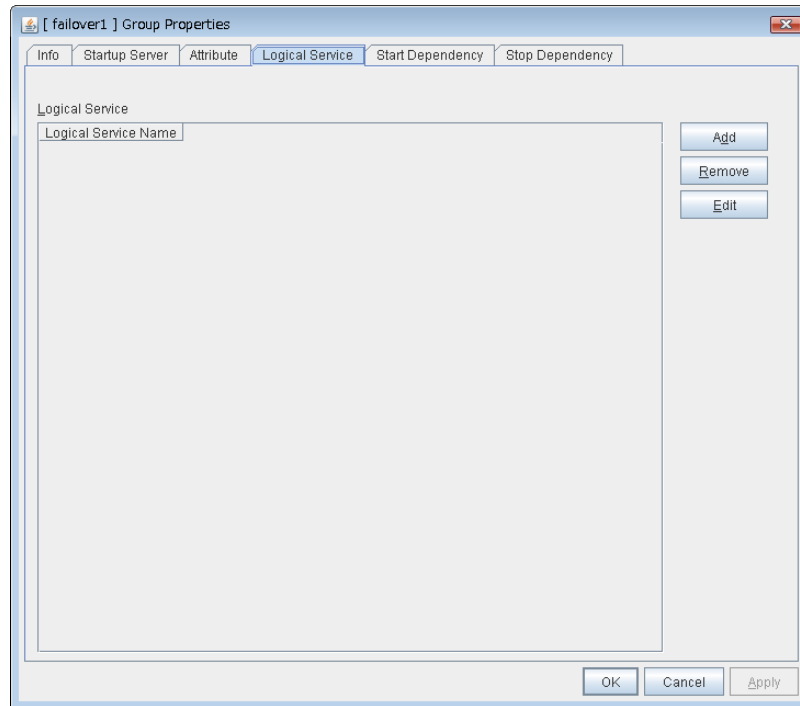 [ failover1 ] Group Properties
Info Startup Server Attribute Logical Service Start Dependency Stop Dependency
Logical Service
Logical Service Name
Add
Remove
Edit
OK Cancel Apply